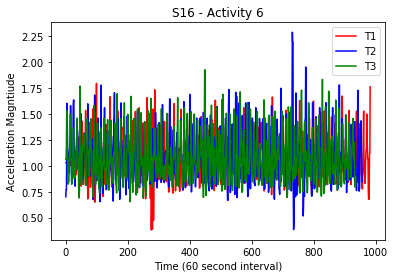 S16 - Activity 6
T1
T2
T3
2.25
2.00
1.75
1.50
1.25
1.00
0.75
0.50
Acceleration Magntiude
0
200
400
600
800
1000
Time (60 second interval)